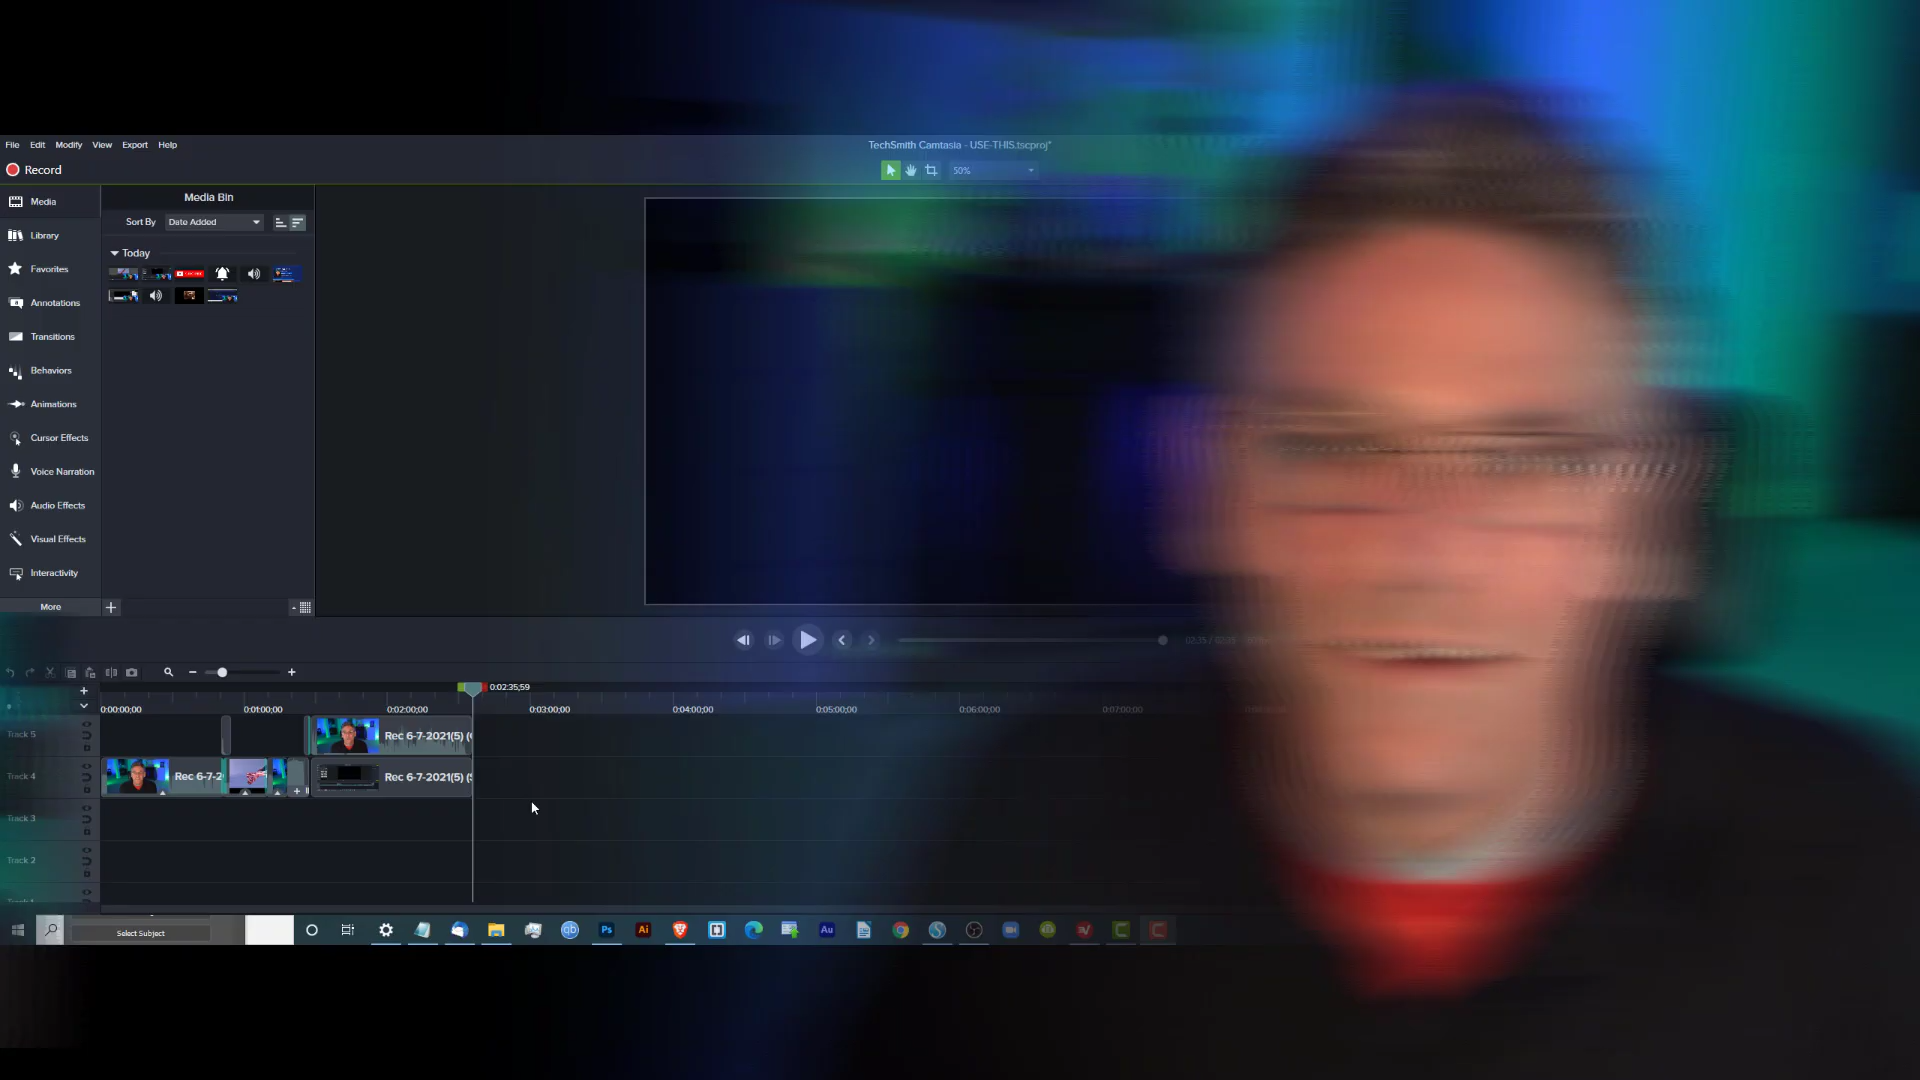 File Edit Modify View Export Help
TechSmith Camtasia - USE-THIS.tscproj*
Record
50%
Media
Media Bin
Sort By Date Added
Library
Today
Favorites
Annotations
Transitions
Behaviors
Animations
Cursor Effects
Voice Narration
Audio Effects
Visual Effects
Interactivity
More
0:02:35;59
0:00:00;00 0:01:00;00 0:02:00;00 0:03:00;00 0:04:00;00 0:05:00;00 0:06:00;00 0:07:00;00
Track 5
Rec 6-7-2021(5) (
Track 4
Rec 6-7-2
Rec 6-7-2021(5) (
Track 3
Track 2
Select Subject
qb Ps Ai Au